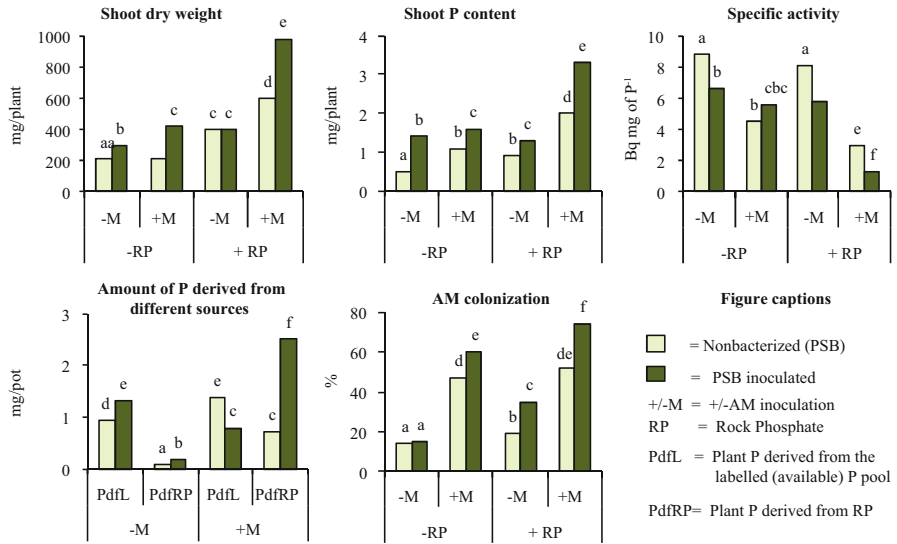 Shoot dry weight
mg/plant
1000
800
600
400
200
0
aa
b
c
c
c
d
e
-M
+M
-M
+M
-RP
+ RP
Shoot P content
mg/plant
4
3
2
1
0
a
b
b
c
b
c
d
e
-M
+M
-M
+M
-RP
+ RP
Specific activity
Bq mg of P-1
10
8
6
4
2
0
a
b
b
cbc
a
e
f
-M
+M
-M
+M
-RP
+ RP
Amount of P derived from
different sources
mg/pot
3
2
1
0
d
e
a
b
e
c
c
f
PdfL
PdfRP
PdfL
PdfRP
-M
+M
AM colonization
%
80
60
40
20
0
a
a
d
e
b
c
de
f
-M
+M
-M
+M
-RP
+ RP
Figure captions
= Nonbacterized (PSB)
= PSB inoculated
+/-M = +/-AM inoculation
RP = Rock Phosphate
PdfL = Plant P derived from the
labelled (available) P pool
PdfRP= Plant P derived from RP